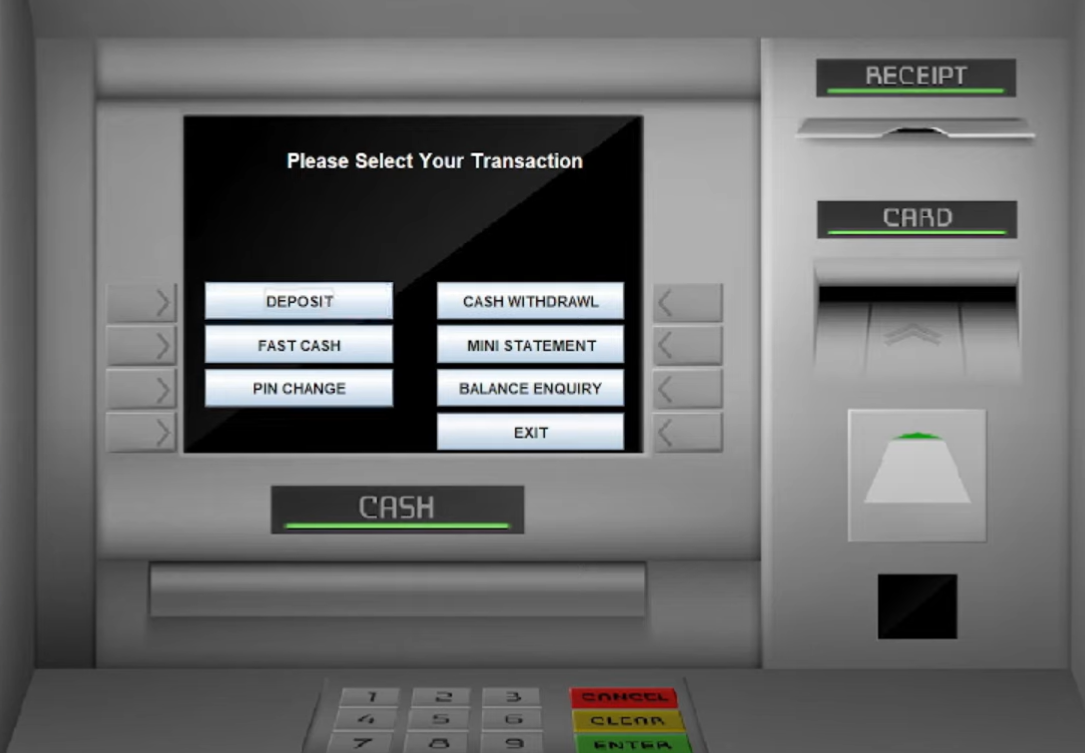 RECEIPT
Please Select Your Transaction
CARD
DEPOSIT
CASH WITHDRAWL
FAST CASH
MINI STATEMENT
PIN CHANGE
BALANCE ENQUIRY
EXIT
CASH
1 2 3 CANCEL
4 5 6 CLEAR
7 8 9 ENTER